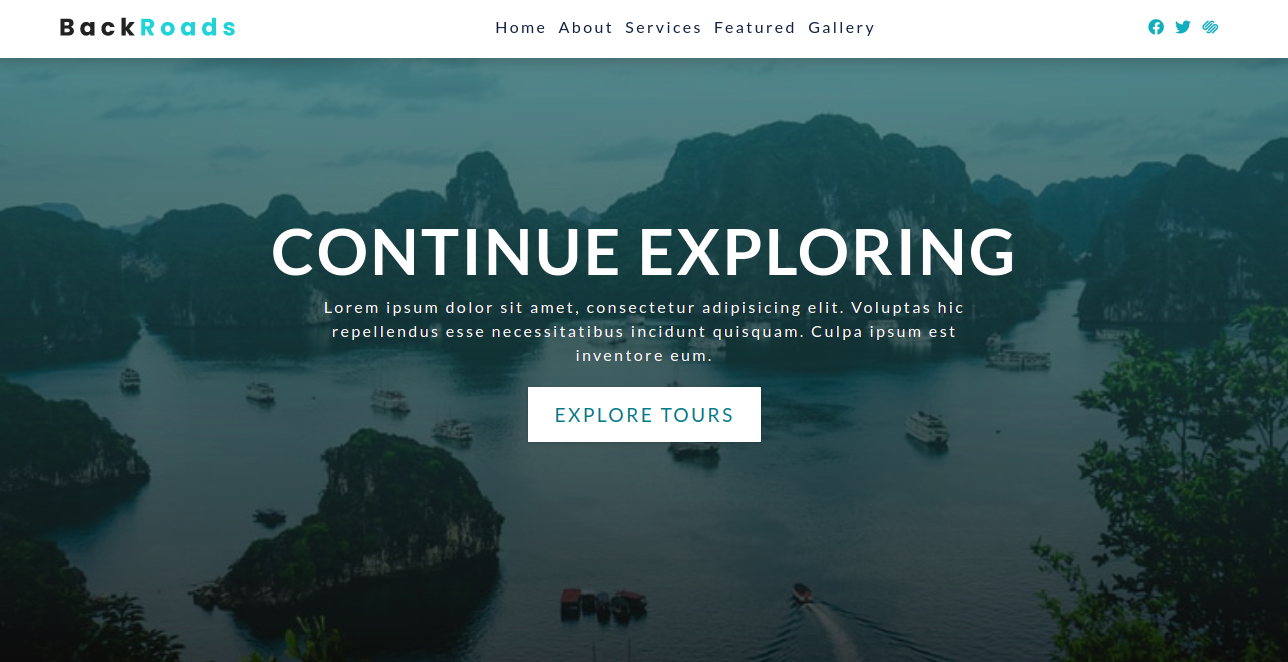 BackRoads
Home About Services Featured Gallery
CONTINUE EXPLORING
Lorem ipsum dolor sit amet, consectetur adipisicing elit. Voluptas hic
repellendus esse necessitatibus incidunt quisquam. Culpa ipsum est
inventore eum.
EXPLORE TOURS